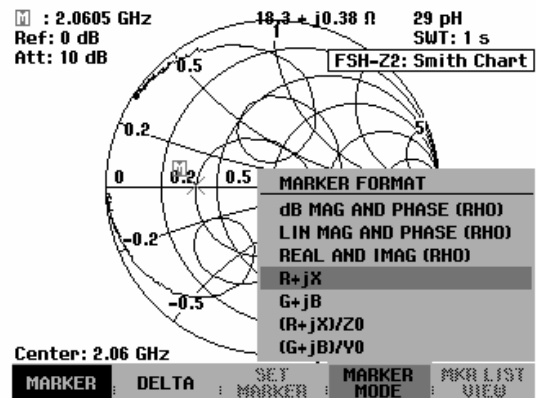 M : 2.0605 GHz
18.3 + j0.38 Ω
29 pH
Ref: 0 dB
SWT: 1 s
Att: 10 dB
FSH-Z2: Smith Chart
1
0.5
5
0.2
M
0
0.2
0.5
MARKER FORMAT
dB MAG AND PHASE (RHO)
LIN MAG AND PHASE (RHO)
REAL AND IMAG (RHO)
R+jX
G+jB
(R+jX)/Z0
(G+jB)/Y0
-0.2
-0.5
Center: 2.06 GHz
MARKER
DELTA
SET MARKER
MARKER MODE
MKR LIST VIEW